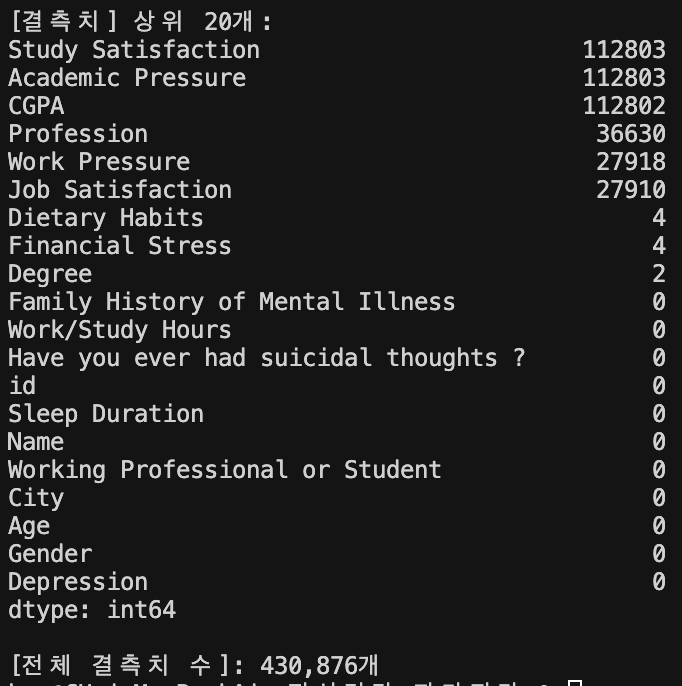 [결측치] 상위 20개:
Study Satisfaction 112803
Academic Pressure 112803
CGPA 112802
Profession 36630
Work Pressure 27918
Job Satisfaction 27910
Dietary Habits 4
Financial Stress 4
Degree 2
Family History of Mental Illness 0
Work/Study Hours 0
Have you ever had suicidal thoughts ? 0
id 0
Sleep Duration 0
Name 0
Working Professional or Student 0
City 0
Age 0
Gender 0
Depression 0
dtype: int64
[전체 결측치 수]: 430,876개